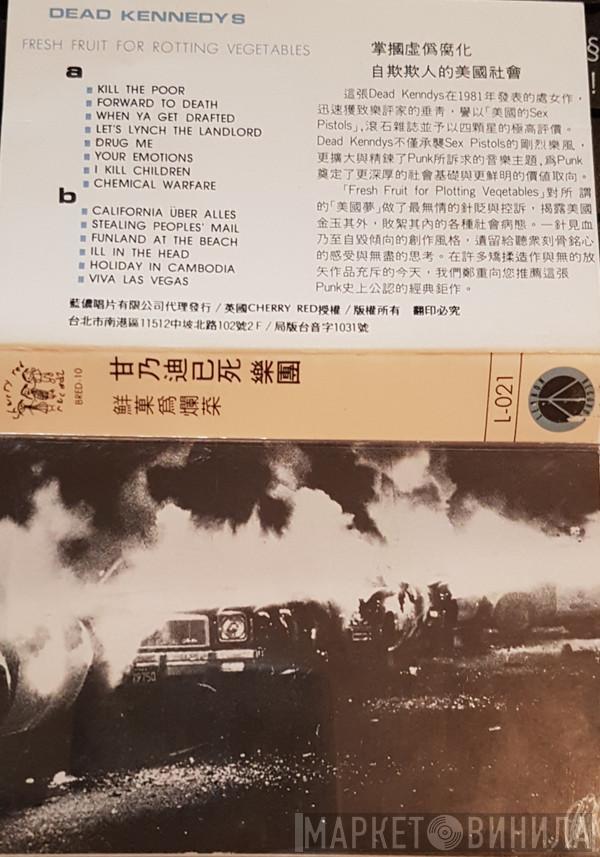 DEAD KENNEDYS
FRESH FRUIT FOR ROTTING VEGETABLES
a
KILL THE POOR
FORWARD TO DEATH
WHEN YA GET DRAFTED
LET'S LYNCH THE LANDLORD
DRUG ME
YOUR EMOTIONS
I KILL CHILDREN
CHEMICAL WARFARE
b
CALIFORNIA ÜBER ALLES
STEALING PEOPLES' MAIL
FUNLAND AT THE BEACH
ILL IN THE HEAD
HOLIDAY IN CAMBODIA
VIVA LAS VEGAS
掌摑虛僞腐化
自欺欺人的美國社會
這張Dead Kenndys在1981年發表的處女作，
迅速獲致樂評家的垂青，譽以「美國的Sex
Pistols」，滾石雜誌並予以四顆星的極高評價。
Dead Kenndys不僅承襲Sex Pistols的剛烈樂風，
更擴大與精鍊了Punk所訴求的音樂主題，爲Punk
奠定了更深厚的社會基礎與更鮮明的價値取向。
「Fresh Fruit for Plotting Veqetables」對所謂
的「美國夢」做了最無情的針貶與控訴，揭露美國
金玉其外，敗絮其內的各種社會病態。一針見血
乃至自毀傾向的創作風格，遺留給聽衆刻骨銘心
的感受與無盡的思考。在許多矯揉造作與無的放
矢作品充斥的今天，我們鄭重向您推薦這張
Punk史上公認的經典鉅作。
藍儂唱片有限公司代理發行／英國CHERRY RED授權／版權所有 翻印必究
台北市南港區11512中坡北路102號2F／局版台音字1031號
cherry red records
BRED-10
甘乃迪已死 樂團
鮮菓爲爛菜
L-021
LENNON RECORDS
§
!
МАРКЕТ ВИНИЛА